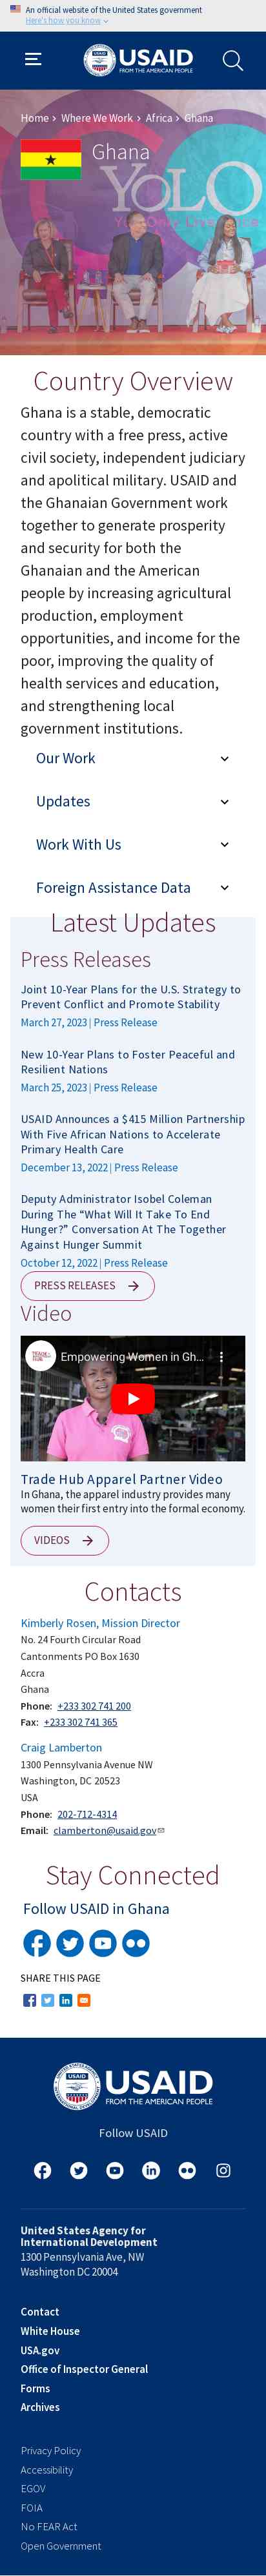 An official website of the United States government
Here's how you know
USAID
FROM THE AMERICAN PEOPLE
Home > Where We Work > Africa > Ghana
Ghana
YOLO
You Only Live Once
Country Overview
Ghana is a stable, democratic
country with a free press, active
civil society, independent judiciary
and apolitical military. USAID and
the Ghanaian Government work
together to generate prosperity
and security for both the
Ghanaian and the American
people by increasing agricultural
production, employment
opportunities, and income for the
poor, improving the quality of
health services and education,
and strengthening local
government institutions.
Our Work
Updates
Work With Us
Foreign Assistance Data
Latest Updates
Press Releases
Joint 10-Year Plans for the U.S. Strategy to
Prevent Conflict and Promote Stability
March 27, 2023 | Press Release
New 10-Year Plans to Foster Peaceful and
Resilient Nations
March 25, 2023 | Press Release
USAID Announces a $415 Million Partnership
With Five African Nations to Accelerate
Primary Health Care
December 13, 2022 | Press Release
Deputy Administrator Isobel Coleman
During The “What Will It Take To End
Hunger?” Conversation At The Together
Against Hunger Summit
October 12, 2022 | Press Release
PRESS RELEASES
Video
Empowering Women in Gh...
Trade Hub Apparel Partner Video
In Ghana, the apparel industry provides many
women their first entry into the formal economy.
VIDEOS
Contacts
Kimberly Rosen, Mission Director
No. 24 Fourth Circular Road
Cantonments PO Box 1630
Accra
Ghana
Phone: +233 302 741 200
Fax: +233 302 741 365
Craig Lamberton
1300 Pennsylvania Avenue NW
Washington, DC 20523
USA
Phone: 202-712-4314
Email: clamberton@usaid.gov
Stay Connected
Follow USAID in Ghana
SHARE THIS PAGE
USAID
FROM THE AMERICAN PEOPLE
Follow USAID
United States Agency for
International Development
1300 Pennsylvania Ave, NW
Washington DC 20004
Contact
White House
USA.gov
Office of Inspector General
Forms
Archives
Privacy Policy
Accessibility
EGOV
FOIA
No FEAR Act
Open Government